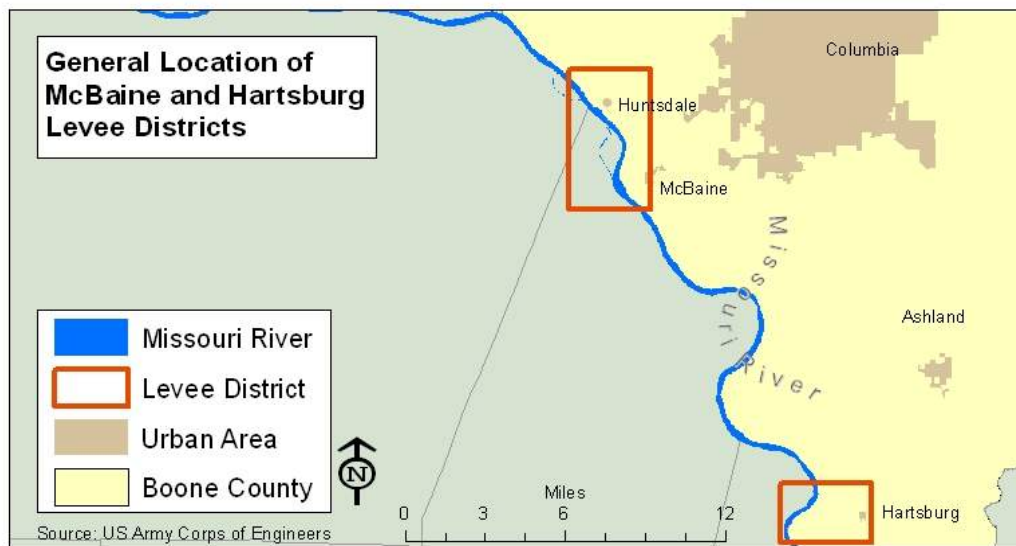 General Location of
McBaine and Hartsburg
Levee Districts
Columbia
Huntsdale
McBaine
Missouri River
Ashland
Hartsburg
Missouri River
Levee District
Urban Area
Boone County
N
Miles
0 3 6 12
Source: US Army Corps of Engineers